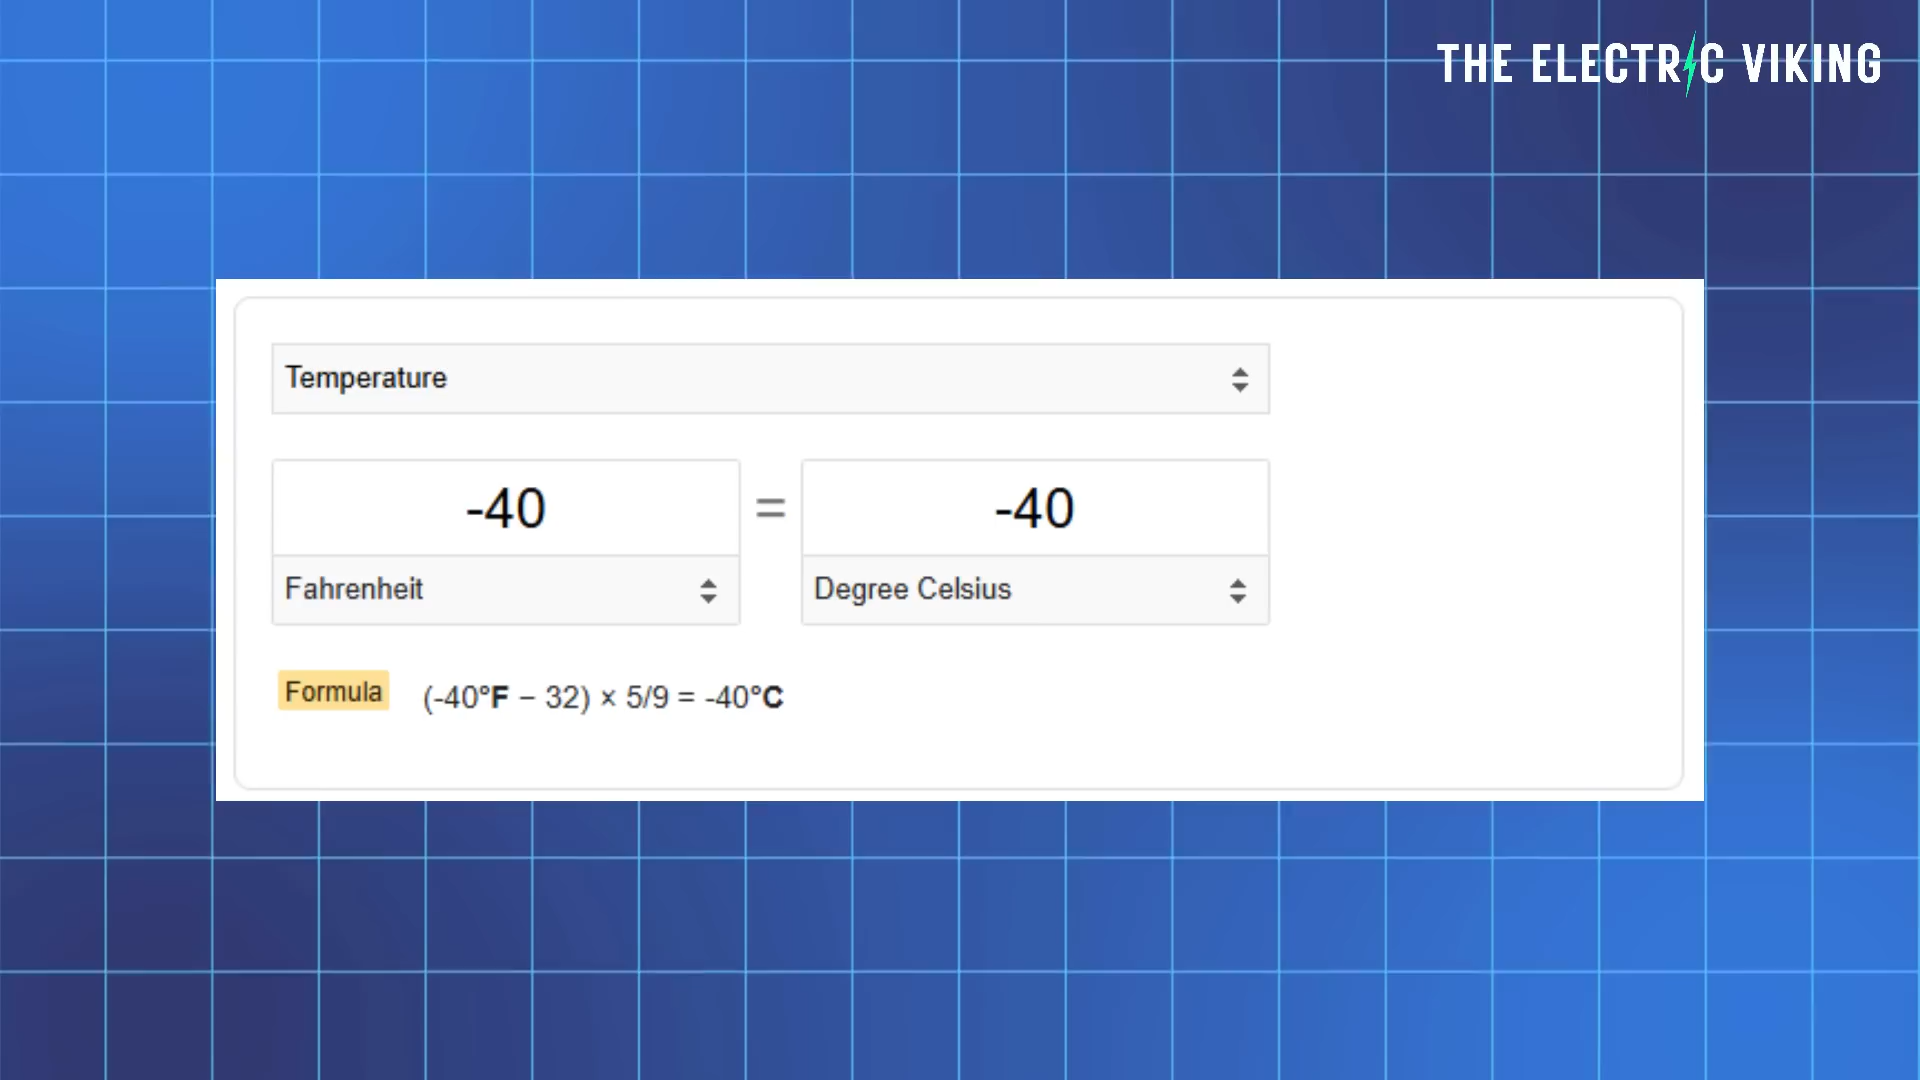 THE ELECTRIC VIKING
Temperature
-40 = -40
Fahrenheit Degree Celsius
Formula (-40°F − 32) × 5/9 = -40°C